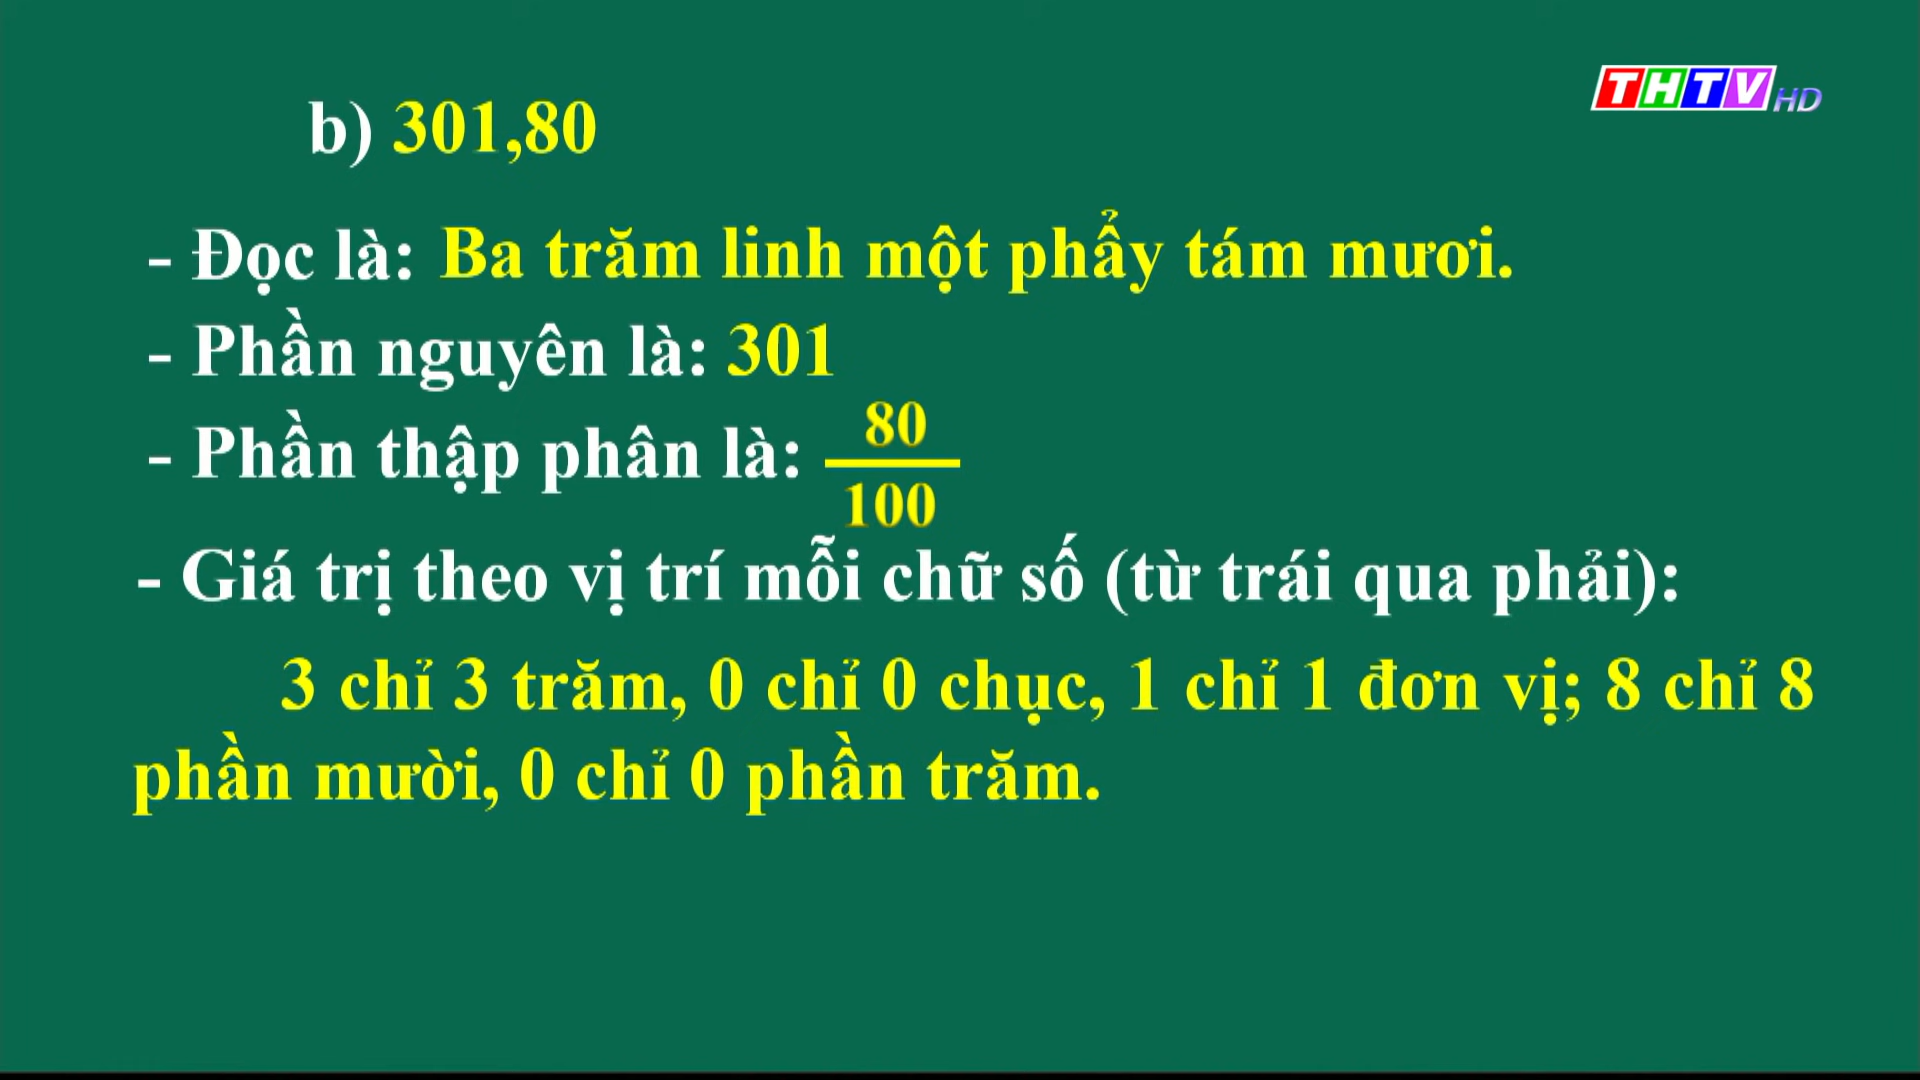 THTV HD
b) 301,80
- Đọc là: Ba trăm linh một phẩy tám mươi.
- Phần nguyên là: 301
- Phần thập phân là: 80/100
- Giá trị theo vị trí mỗi chữ số (từ trái qua phải):
3 chỉ 3 trăm, 0 chỉ 0 chục, 1 chỉ 1 đơn vị; 8 chỉ 8
phần mười, 0 chỉ 0 phần trăm.